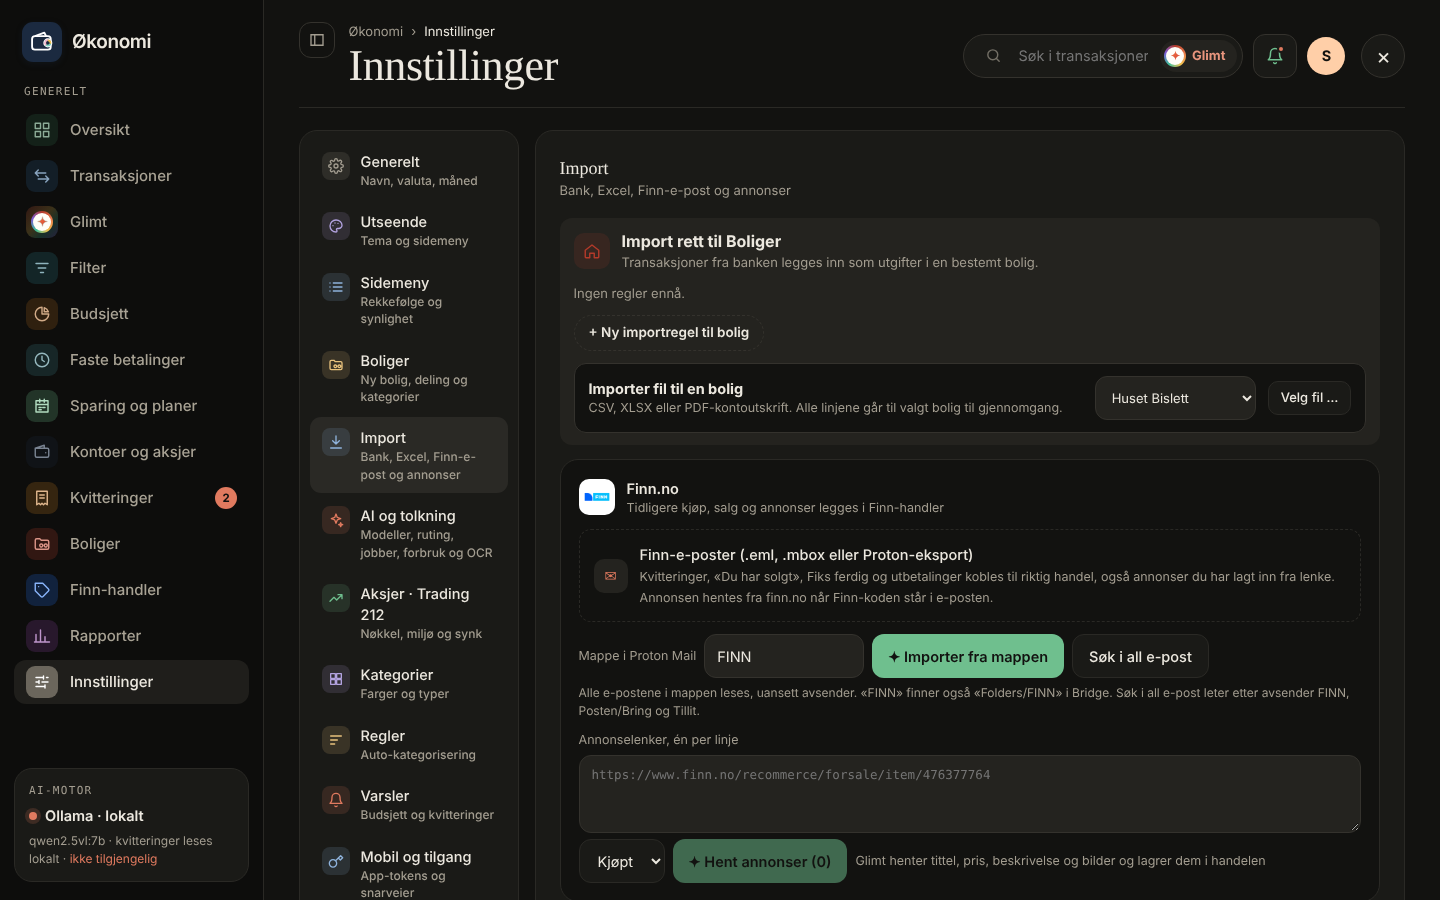 Økonomi
GENERELT
Oversikt
Transaksjoner
Glimt
Filter
Budsjett
Faste betalinger
Sparing og planer
Kontoer og aksjer
Kvitteringer
2
Boliger
Finn-handler
Rapporter
Innstillinger
AI-MOTOR
Ollama · lokalt
qwen2.5vl:7b · kvitteringer leses
lokalt · ikke tilgjengelig
Økonomi › Innstillinger
Innstillinger
Søk i transaksjoner
Glimt
S
×
Generelt
Navn, valuta, måned
Utseende
Tema og sidemeny
Sidemeny
Rekkefølge og
synlighet
Boliger
Ny bolig, deling og
kategorier
Import
Bank, Excel, Finn-e-
post og annonser
AI og tolkning
Modeller, ruting,
jobber, forbruk og OCR
Aksjer · Trading
212
Nøkkel, miljø og synk
Kategorier
Farger og typer
Regler
Auto-kategorisering
Varsler
Budsjett og kvitteringer
Mobil og tilgang
App-tokens og
snarveier
Import
Bank, Excel, Finn-e-post og annonser
Import rett til Boliger
Transaksjoner fra banken legges inn som utgifter i en bestemt bolig.
Ingen regler ennå.
+ Ny importregel til bolig
Importer fil til en bolig
CSV, XLSX eller PDF-kontoutskrift. Alle linjene går til valgt bolig til gjennomgang.
Huset Bislett
Velg fil ...
FINN
Finn.no
Tidligere kjøp, salg og annonser legges i Finn-handler
Finn-e-poster (.eml, .mbox eller Proton-eksport)
Kvitteringer, «Du har solgt», Fiks ferdig og utbetalinger kobles til riktig handel, også annonser du har lagt inn fra lenke.
Annonsen hentes fra finn.no når Finn-koden står i e-posten.
Mappe i Proton Mail
FINN
✦ Importer fra mappen
Søk i all e-post
Alle e-postene i mappen leses, uansett avsender. «FINN» finner også «Folders/FINN» i Bridge. Søk i all e-post leter etter avsender FINN,
Posten/Bring og Tillit.
Annonselenker, én per linje
https://www.finn.no/recommerce/forsale/item/476377764
Kjøpt
✦ Hent annonser (0)
Glimt henter tittel, pris, beskrivelse og bilder og lagrer dem i handelen